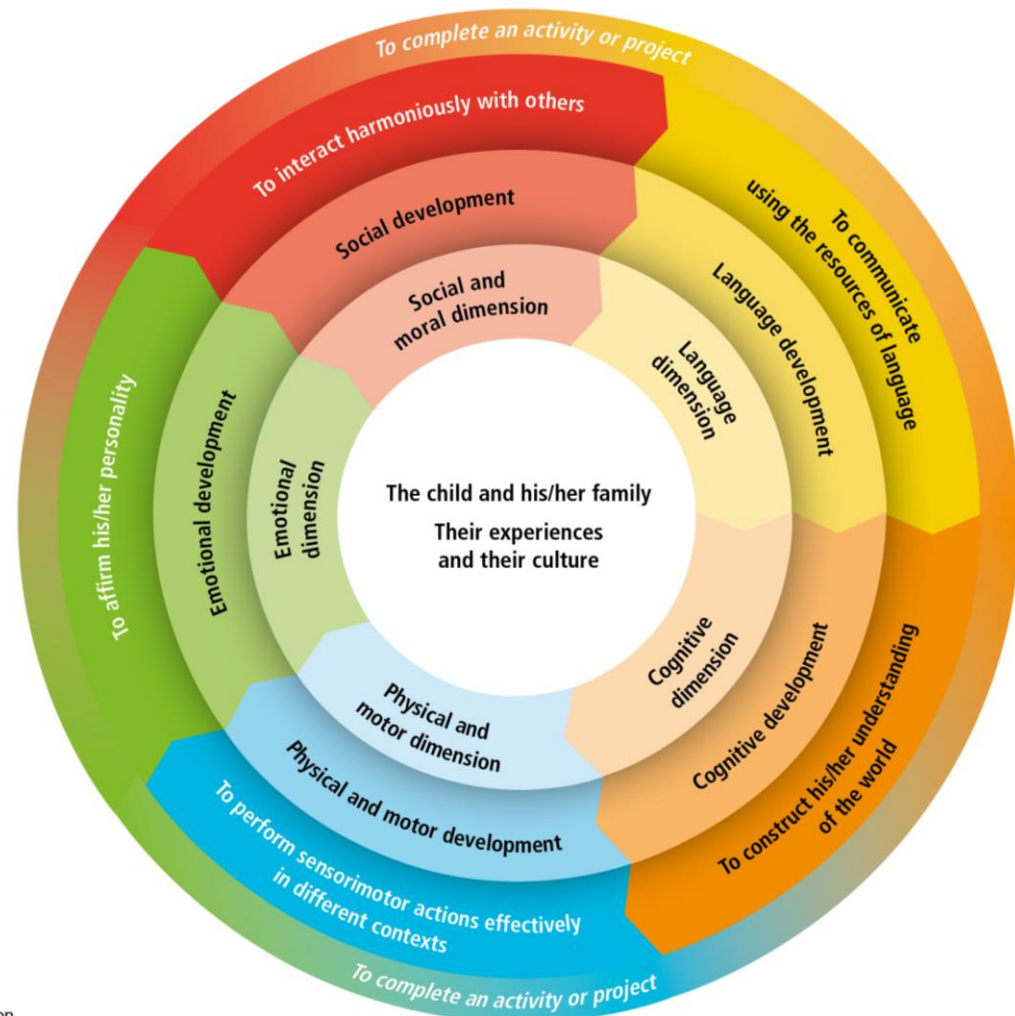 To complete an activity or project
To interact harmoniously with others
Social development
Social and
moral dimension
To communicate
using the resources of language
Language development
Language
dimension
To affirm his/her personality
Emotional development
Emotional
dimension
The child and his/her family
Their experiences
and their culture
Cognitive
dimension
Cognitive development
To construct his/her understanding
of the world
Physical and
motor dimension
Physical and motor development
To perform sensorimotor actions effectively
in different contexts
To complete an activity or project